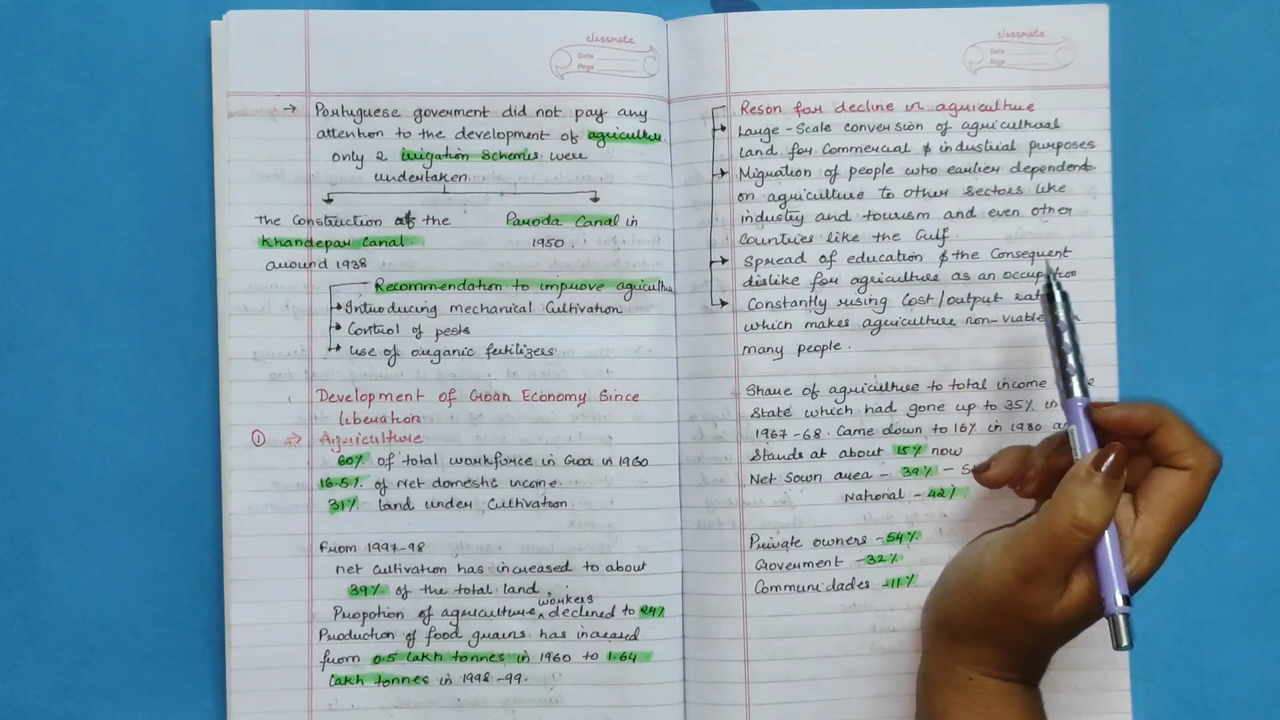 classmate
Date
Page
→ Portuguese goverment did not pay any
attention to the development of agriculture
only 2 irrigation Schemes were
undertaken.
The Construction of the
Khandepar Canal
around 1938
Paroda Canal in
1950.
Recommendation to improve agriculture
Introducing mechanical Cultivation
Control of pests
use of organic fertilizers
Development of Goan Economy Since
liberation
① ⇒ Agriculture
60% of total workforce in Goa in 1960
16.5% of Net domestic income
31% land under Cultivation
From 1997-98
net cultivation has increased to about
39% of the total land.
Propotion of agriculture workers declined to 24%
Production of food grains has increased
from 0.5 lakh tonnes in 1960 to 1.64
lakh tonnes in 1998-99.
classmate
Date
Page
Reson for decline in agriculture
Large-Scale conversion of agricultural
land for Commercial & industrial purposes
Migration of people who earlier dependent
on agriculture to other sectors like
industry and tourism and even other
Countries like the Gulf.
Spread of education & the Consequent
dislike for agriculture as an
Constantly rising Cost/output
which makes agriculture non-viable
many people.
Share of agriculture to total income
State which had gone up to 35% in
1967-68. Came down to 16% in 1980
Stands at about 15% now
Net Sown area - 39% -
National - 42%
Private owners - 54%
Goverment - 32%
Communidades - 11%